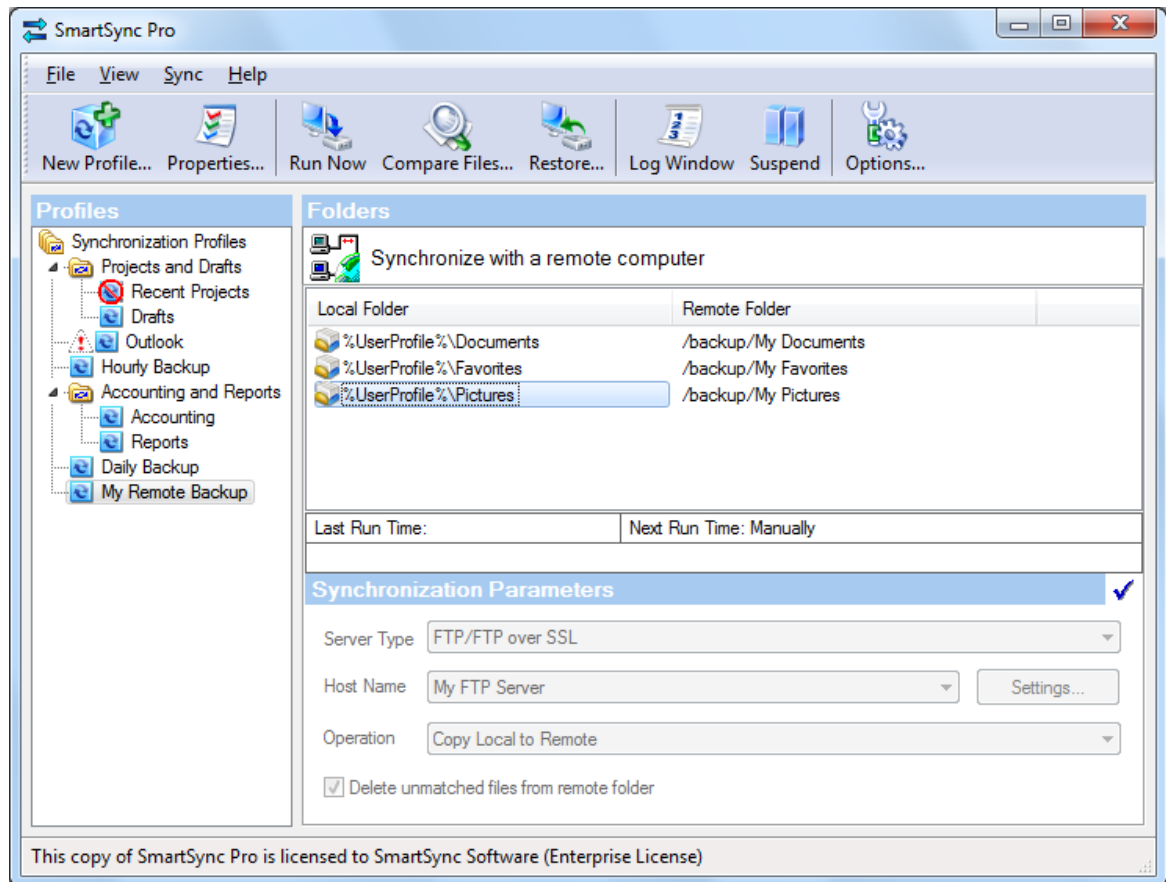 SmartSync Pro
File View Sync Help
New Profile... Properties... Run Now Compare Files... Restore... Log Window Suspend Options...
Profiles
Synchronization Profiles
Projects and Drafts
Recent Projects
Drafts
Outlook
Hourly Backup
Accounting and Reports
Accounting
Reports
Daily Backup
My Remote Backup
Folders
Synchronize with a remote computer
Local Folder Remote Folder
%UserProfile%\Documents /backup/My Documents
%UserProfile%\Favorites /backup/My Favorites
%UserProfile%\Pictures /backup/My Pictures
Last Run Time: Next Run Time: Manually
Synchronization Parameters
Server Type FTP/FTP over SSL
Host Name My FTP Server Settings...
Operation Copy Local to Remote
Delete unmatched files from remote folder
This copy of SmartSync Pro is licensed to SmartSync Software (Enterprise License)